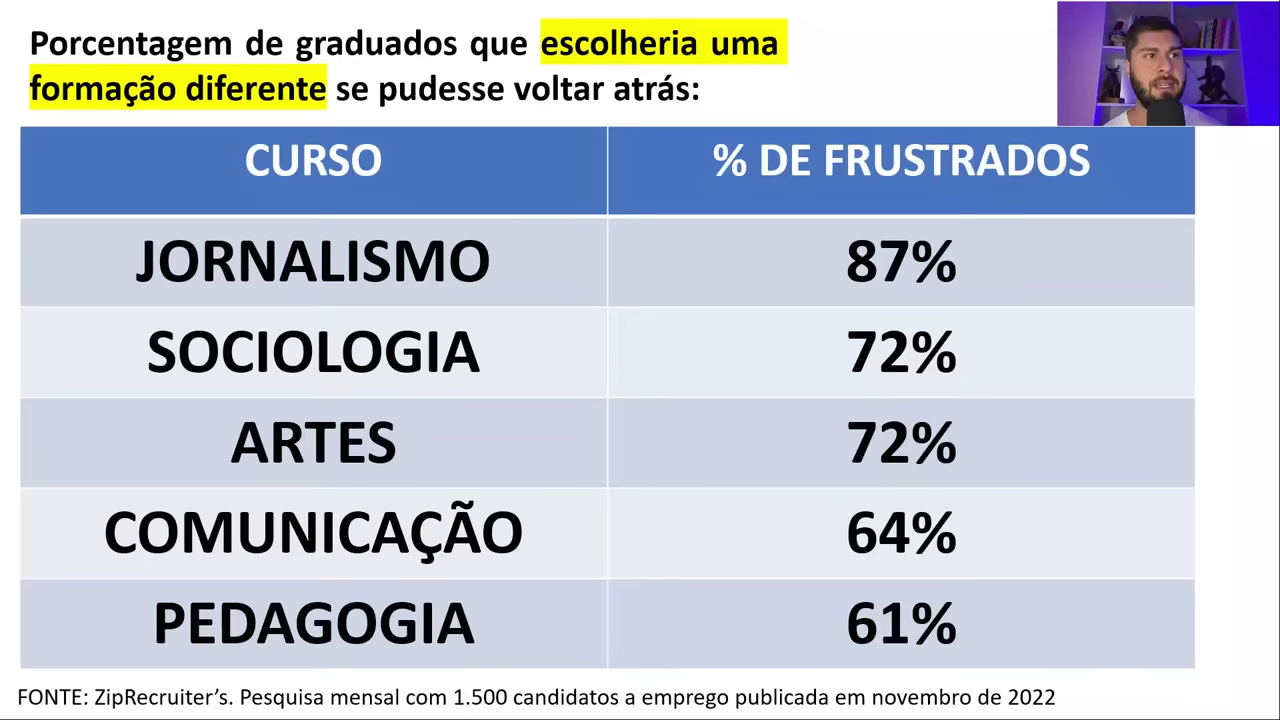 Porcentagem de graduados que escolheria uma
formação diferente se pudesse voltar atrás:
CURSO % DE FRUSTRADOS
JORNALISMO 87%
SOCIOLOGIA 72%
ARTES 72%
COMUNICAÇÃO 64%
PEDAGOGIA 61%
FONTE: ZipRecruiter’s. Pesquisa mensal com 1.500 candidatos a emprego publicada em novembro de 2022